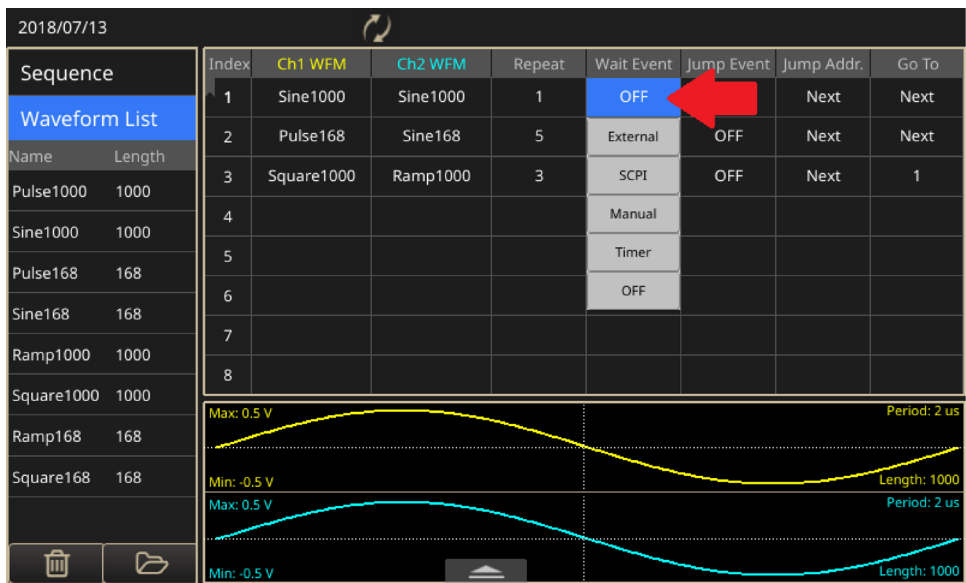 2018/07/13
Sequence
Waveform List
Name Length
Pulse1000 1000
Sine1000 1000
Pulse168 168
Sine168 168
Ramp1000 1000
Square1000 1000
Ramp168 168
Square168 168
Index Ch1 WFM Ch2 WFM Repeat Wait Event Jump Event Jump Addr. Go To
1 Sine1000 Sine1000 1 OFF Next Next
2 Pulse168 Sine168 5 External OFF Next Next
3 Square1000 Ramp1000 3 SCPI OFF Next 1
4 Manual
5 Timer
6 OFF
7
8
Max: 0.5 V Period: 2 us
Min: -0.5 V Length: 1000
Max: 0.5 V Period: 2 us
Min: -0.5 V Length: 1000